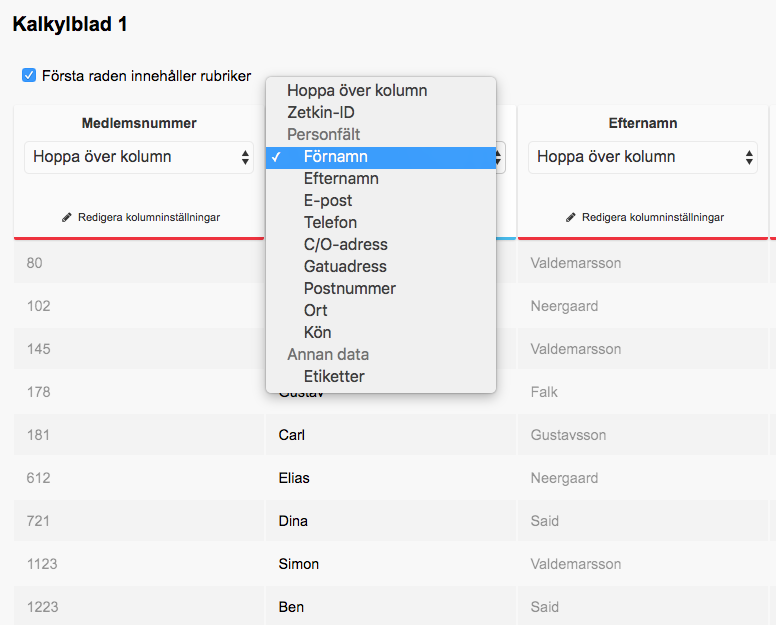 Kalkylblad 1
Första raden innehåller rubriker
Medlemsnummer
Hoppa över kolumn
Redigera kolumninställningar
Hoppa över kolumn
Zetkin-ID
Personfält
✓ Förnamn
Efternamn
E-post
Telefon
C/O-adress
Gatuadress
Postnummer
Ort
Kön
Annan data
Etiketter
Efternamn
Hoppa över kolumn
Redigera kolumninställningar
80 Valdemarsson
102 Neergaard
145 Valdemarsson
178 Gustav Falk
181 Carl Gustavsson
612 Elias Neergaard
721 Dina Said
1123 Simon Valdemarsson
1223 Ben Said